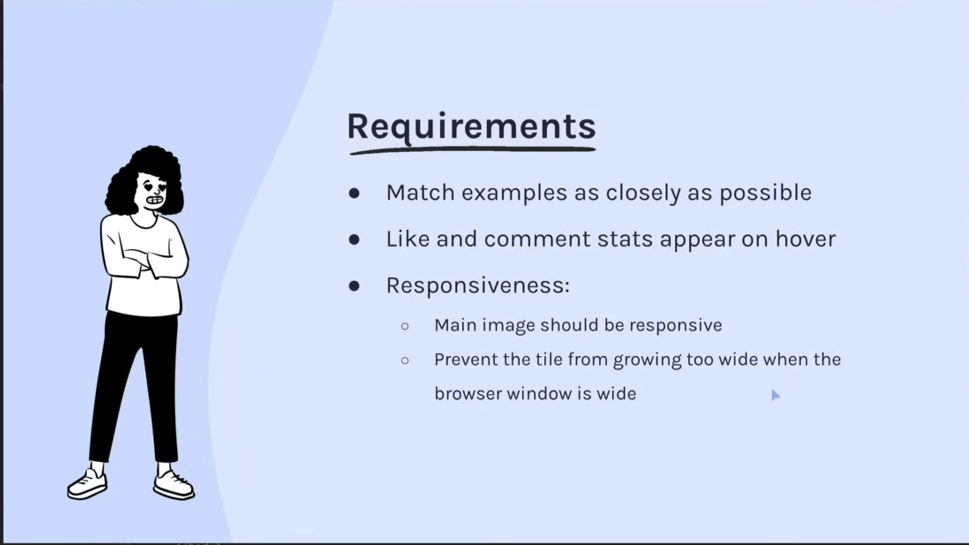 Requirements
● Match examples as closely as possible
● Like and comment stats appear on hover
● Responsiveness:
○ Main image should be responsive
○ Prevent the tile from growing too wide when the
browser window is wide